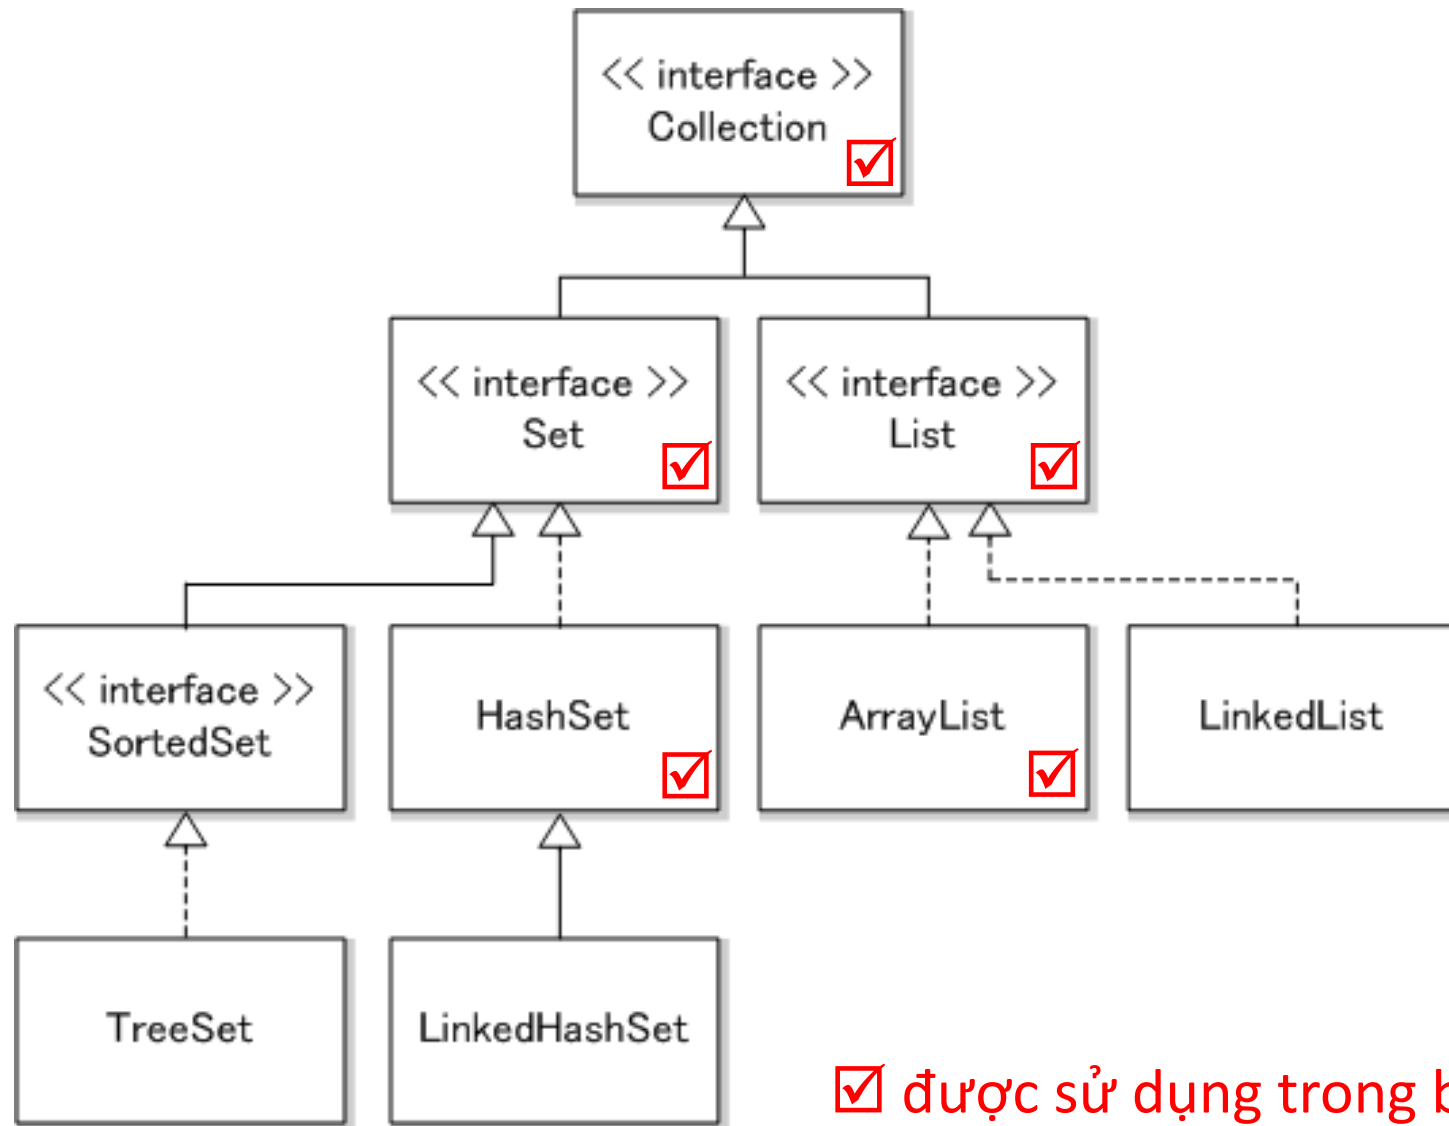 << interface >>
Collection
<< interface >>
Set
<< interface >>
List
<< interface >>
SortedSet
HashSet
ArrayList
LinkedList
TreeSet
LinkedHashSet
được sử dụng trong